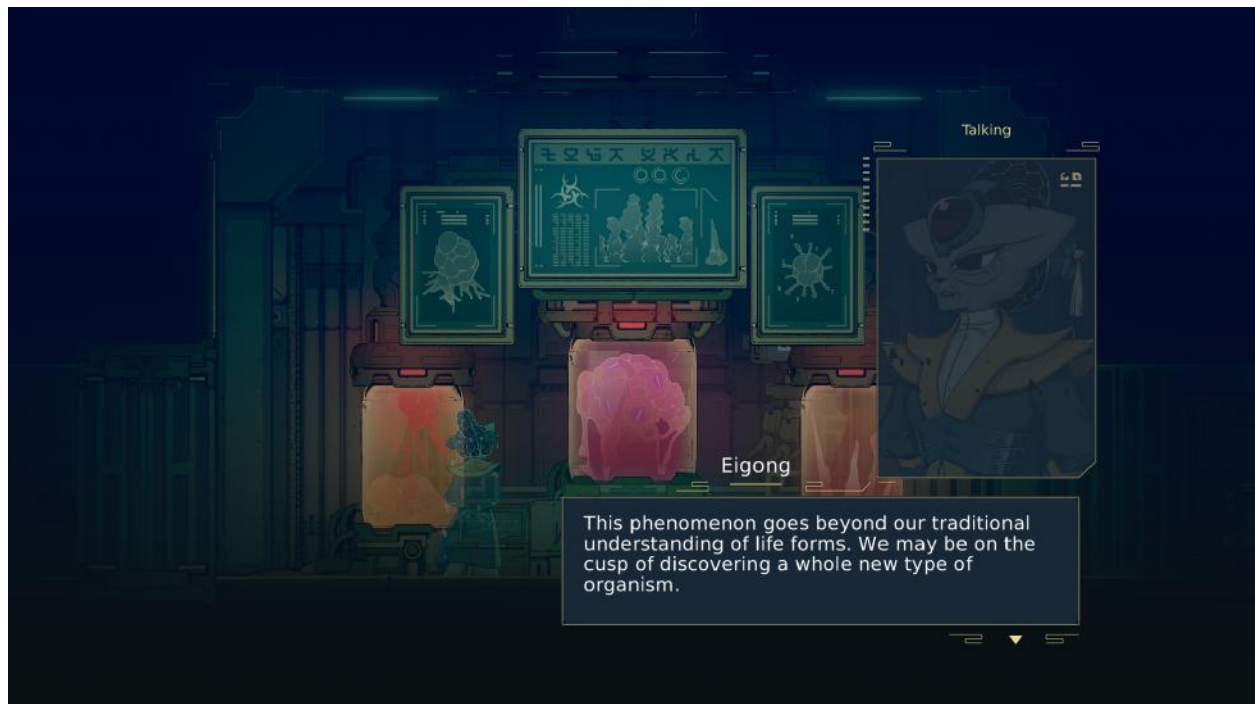 Talking
Eigong
This phenomenon goes beyond our traditional
understanding of life forms. We may be on the
cusp of discovering a whole new type of
organism.